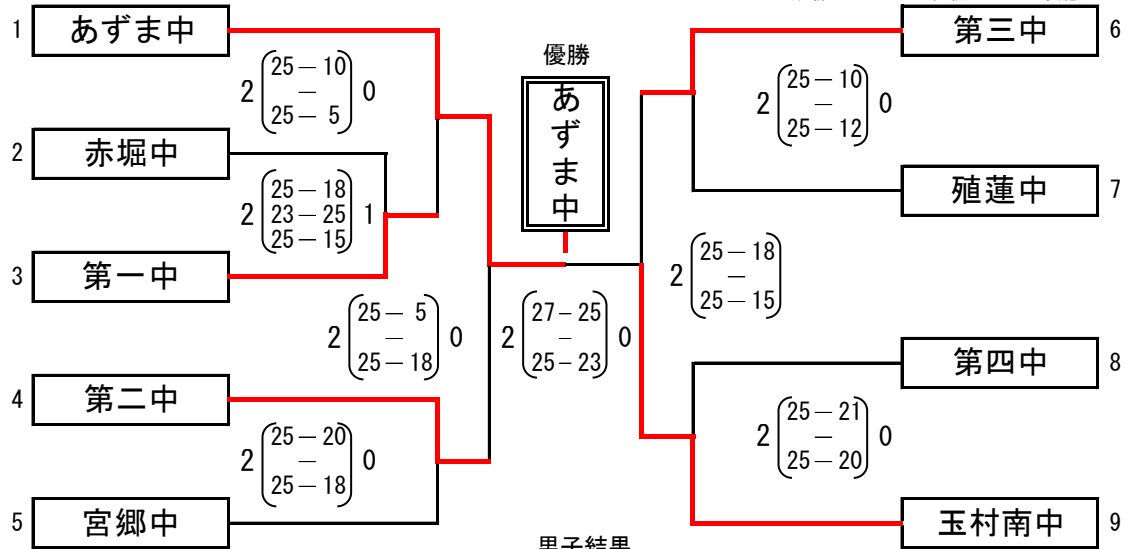 1 あずま中
2 (25－10 － 25－ 5) 0
2 赤堀中
2 (25－18 23－25 25－15) 1
3 第一中
2 (25－ 5 － 25－18) 0
4 第二中
2 (25－20 － 25－18) 0
5 宮郷中
優勝
あずま中
2 (27－25 － 25－23) 0
第三中 6
2 (25－10 － 25－12) 0
殖蓮中 7
2 (25－18 － 25－15)
第四中 8
2 (25－21 － 25－20) 0
玉村南中 9
男子結果